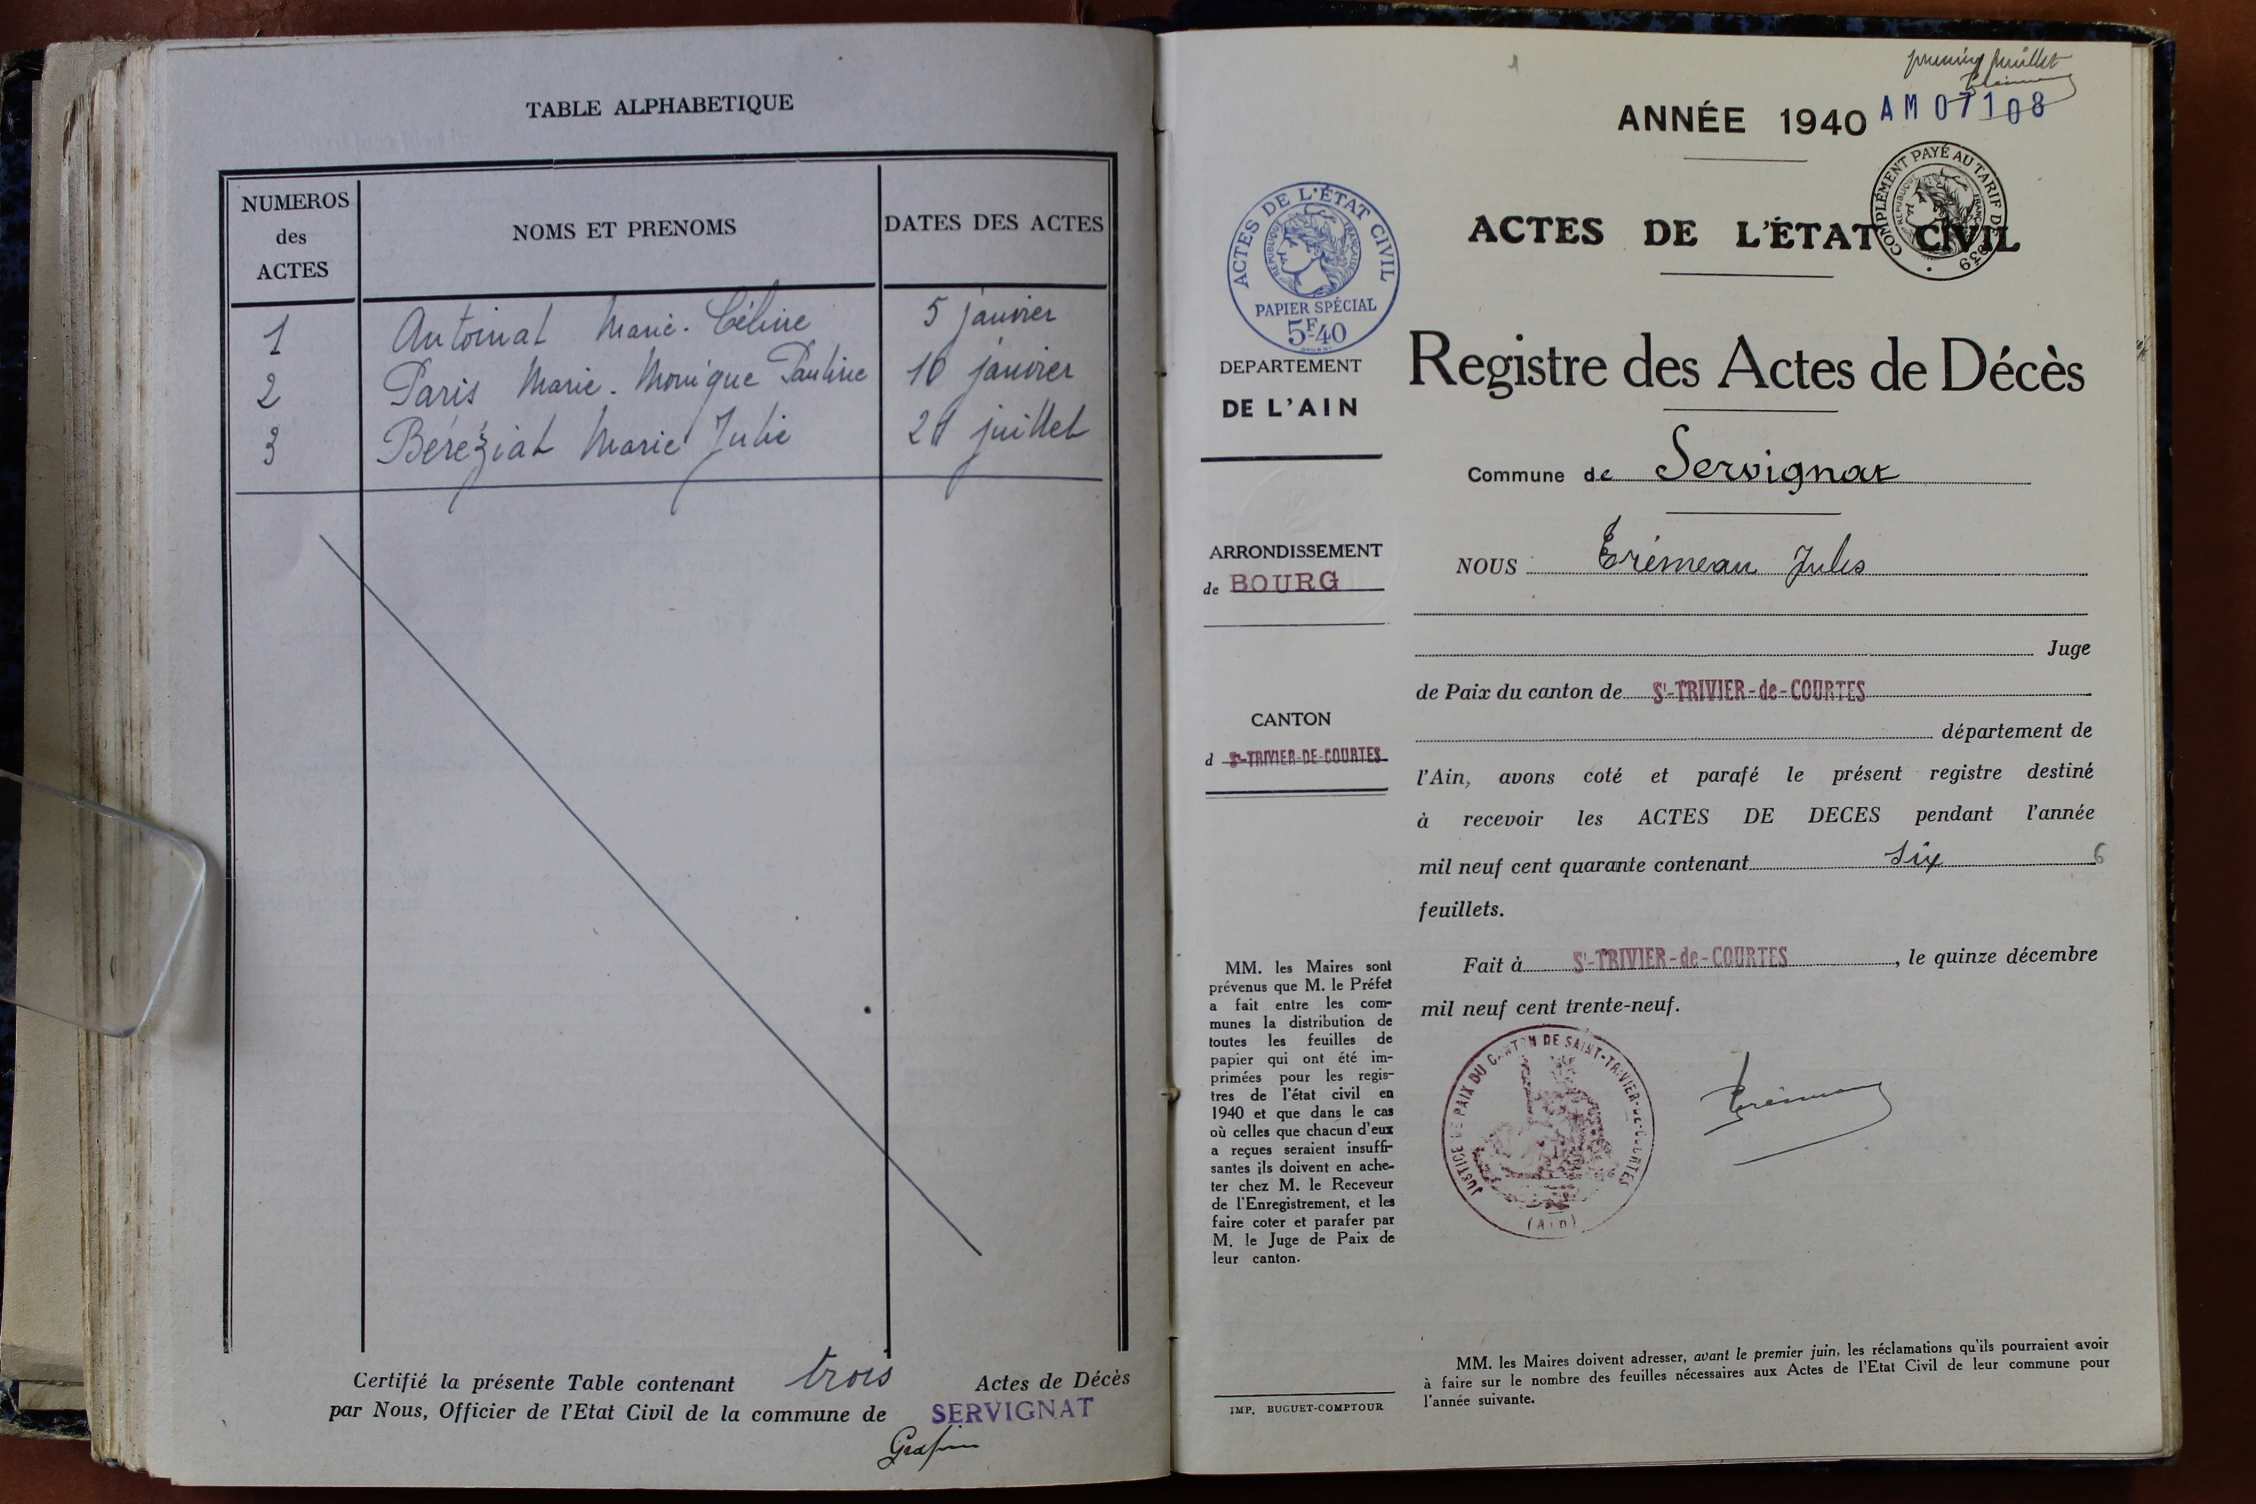 TABLE ALPHABETIQUE
NUMEROS
des
ACTES
NOMS ET PRENOMS
DATES DES ACTES
1 Antoinat Marie-Céline 5 janvier
2 Paris Marie-Monique Pauline 10 janvier
3 Béréziat Marie Julie 21 juillet
Certifié la présente Table contenant trois Actes de Décès
par Nous, Officier de l'Etat Civil de la commune de SERVIGNAT
premier feuillet
ANNÉE 1940
AM 07108
ACTES DE L'ÉTAT CIVIL
COMPLÉMENT PAYÉ AU TARIF DE 1939
RÉPUBLIQUE FRANÇAISE
ACTES DE L'ÉTAT CIVIL
RÉPUBLIQUE FRANÇAISE
PAPIER SPÉCIAL
5F40
DEPARTEMENT
DE L'AIN
ARRONDISSEMENT
de BOURG
CANTON
d St-TRIVIER-DE-COURTES
MM. les Maires sont
prévenus que M. le Préfet
a fait entre les com-
munes la distribution de
toutes les feuilles de
papier qui ont été im-
primées pour les regis-
tres de l'état civil en
1940 et que dans le cas
où celles que chacun d'eux
a reçues seraient insuffi-
santes ils doivent en ache-
ter chez M. le Receveur
de l'Enregistrement, et les
faire coter et parafer par
M. le Juge de Paix de
leur canton.
IMP. BUGUET-COMPTOUR
Registre des Actes de Décès
Commune de Servignat
NOUS Trémeau Jules
Juge
de Paix du canton de St-TRIVIER-de-COURTES
département de
l'Ain, avons coté et parafé le présent registre destiné
à recevoir les ACTES DE DECES pendant l'année
mil neuf cent quarante contenant six 6
feuillets.
Fait à St-TRIVIER-de-COURTES, le quinze décembre
mil neuf cent trente-neuf.
JUSTICE DE PAIX DU CANTON DE SAINT-TRIVIER-DE-COURTES
(Ain)
Trémeau
MM. les Maires doivent adresser, avant le premier juin, les réclamations qu'ils pourraient avoir
à faire sur le nombre des feuilles nécessaires aux Actes de l'Etat Civil de leur commune pour
l'année suivante.